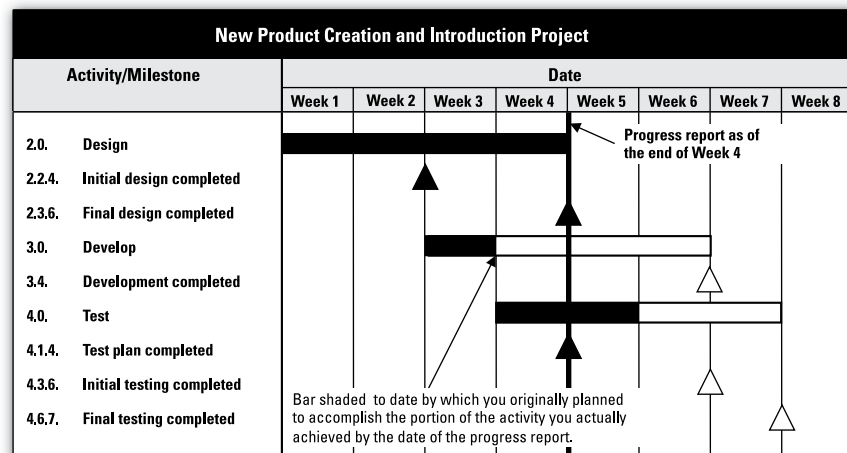 New Product Creation and Introduction Project
Activity/Milestone
Date
Week 1 Week 2 Week 3 Week 4 Week 5 Week 6 Week 7 Week 8
Progress report as of
the end of Week 4
2.0. Design
2.2.4. Initial design completed
2.3.6. Final design completed
3.0. Develop
3.4. Development completed
4.0. Test
4.1.4. Test plan completed
4.3.6. Initial testing completed
4.6.7. Final testing completed
Bar shaded to date by which you originally planned
to accomplish the portion of the activity you actually
achieved by the date of the progress report.